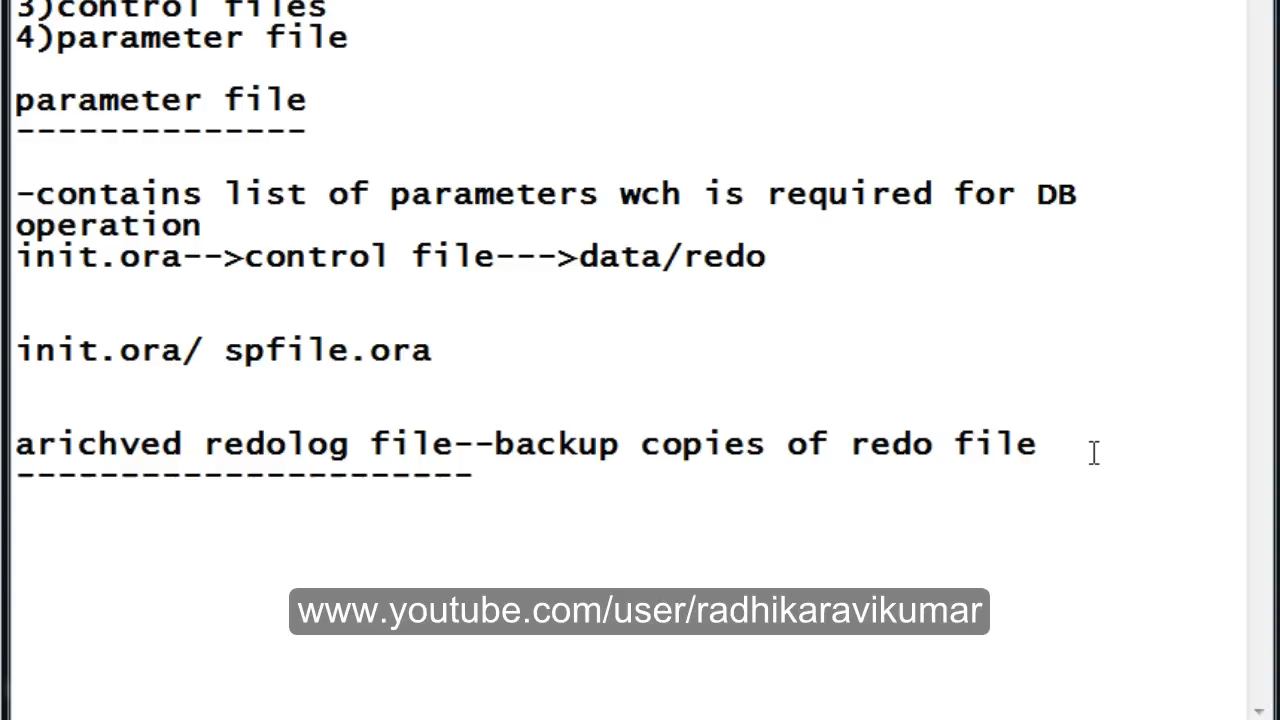 3)control files
4)parameter file
parameter file
--------------
-contains list of parameters wch is required for DB
operation
init.ora-->control file--->data/redo
init.ora/ spfile.ora
arichved redolog file--backup copies of redo file
----------------------
www.youtube.com/user/radhikaravikumar